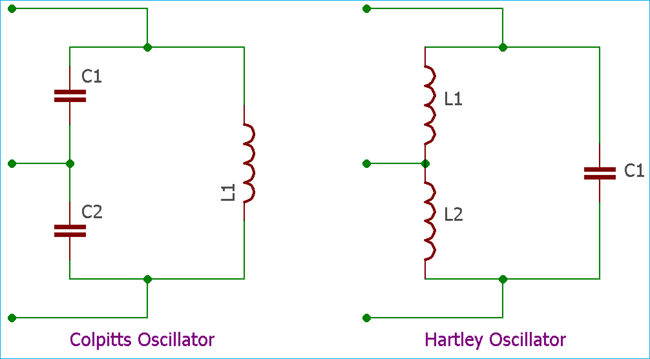 C1
L1
C2
Colpitts Oscillator
L1
L2
C1
Hartley Oscillator